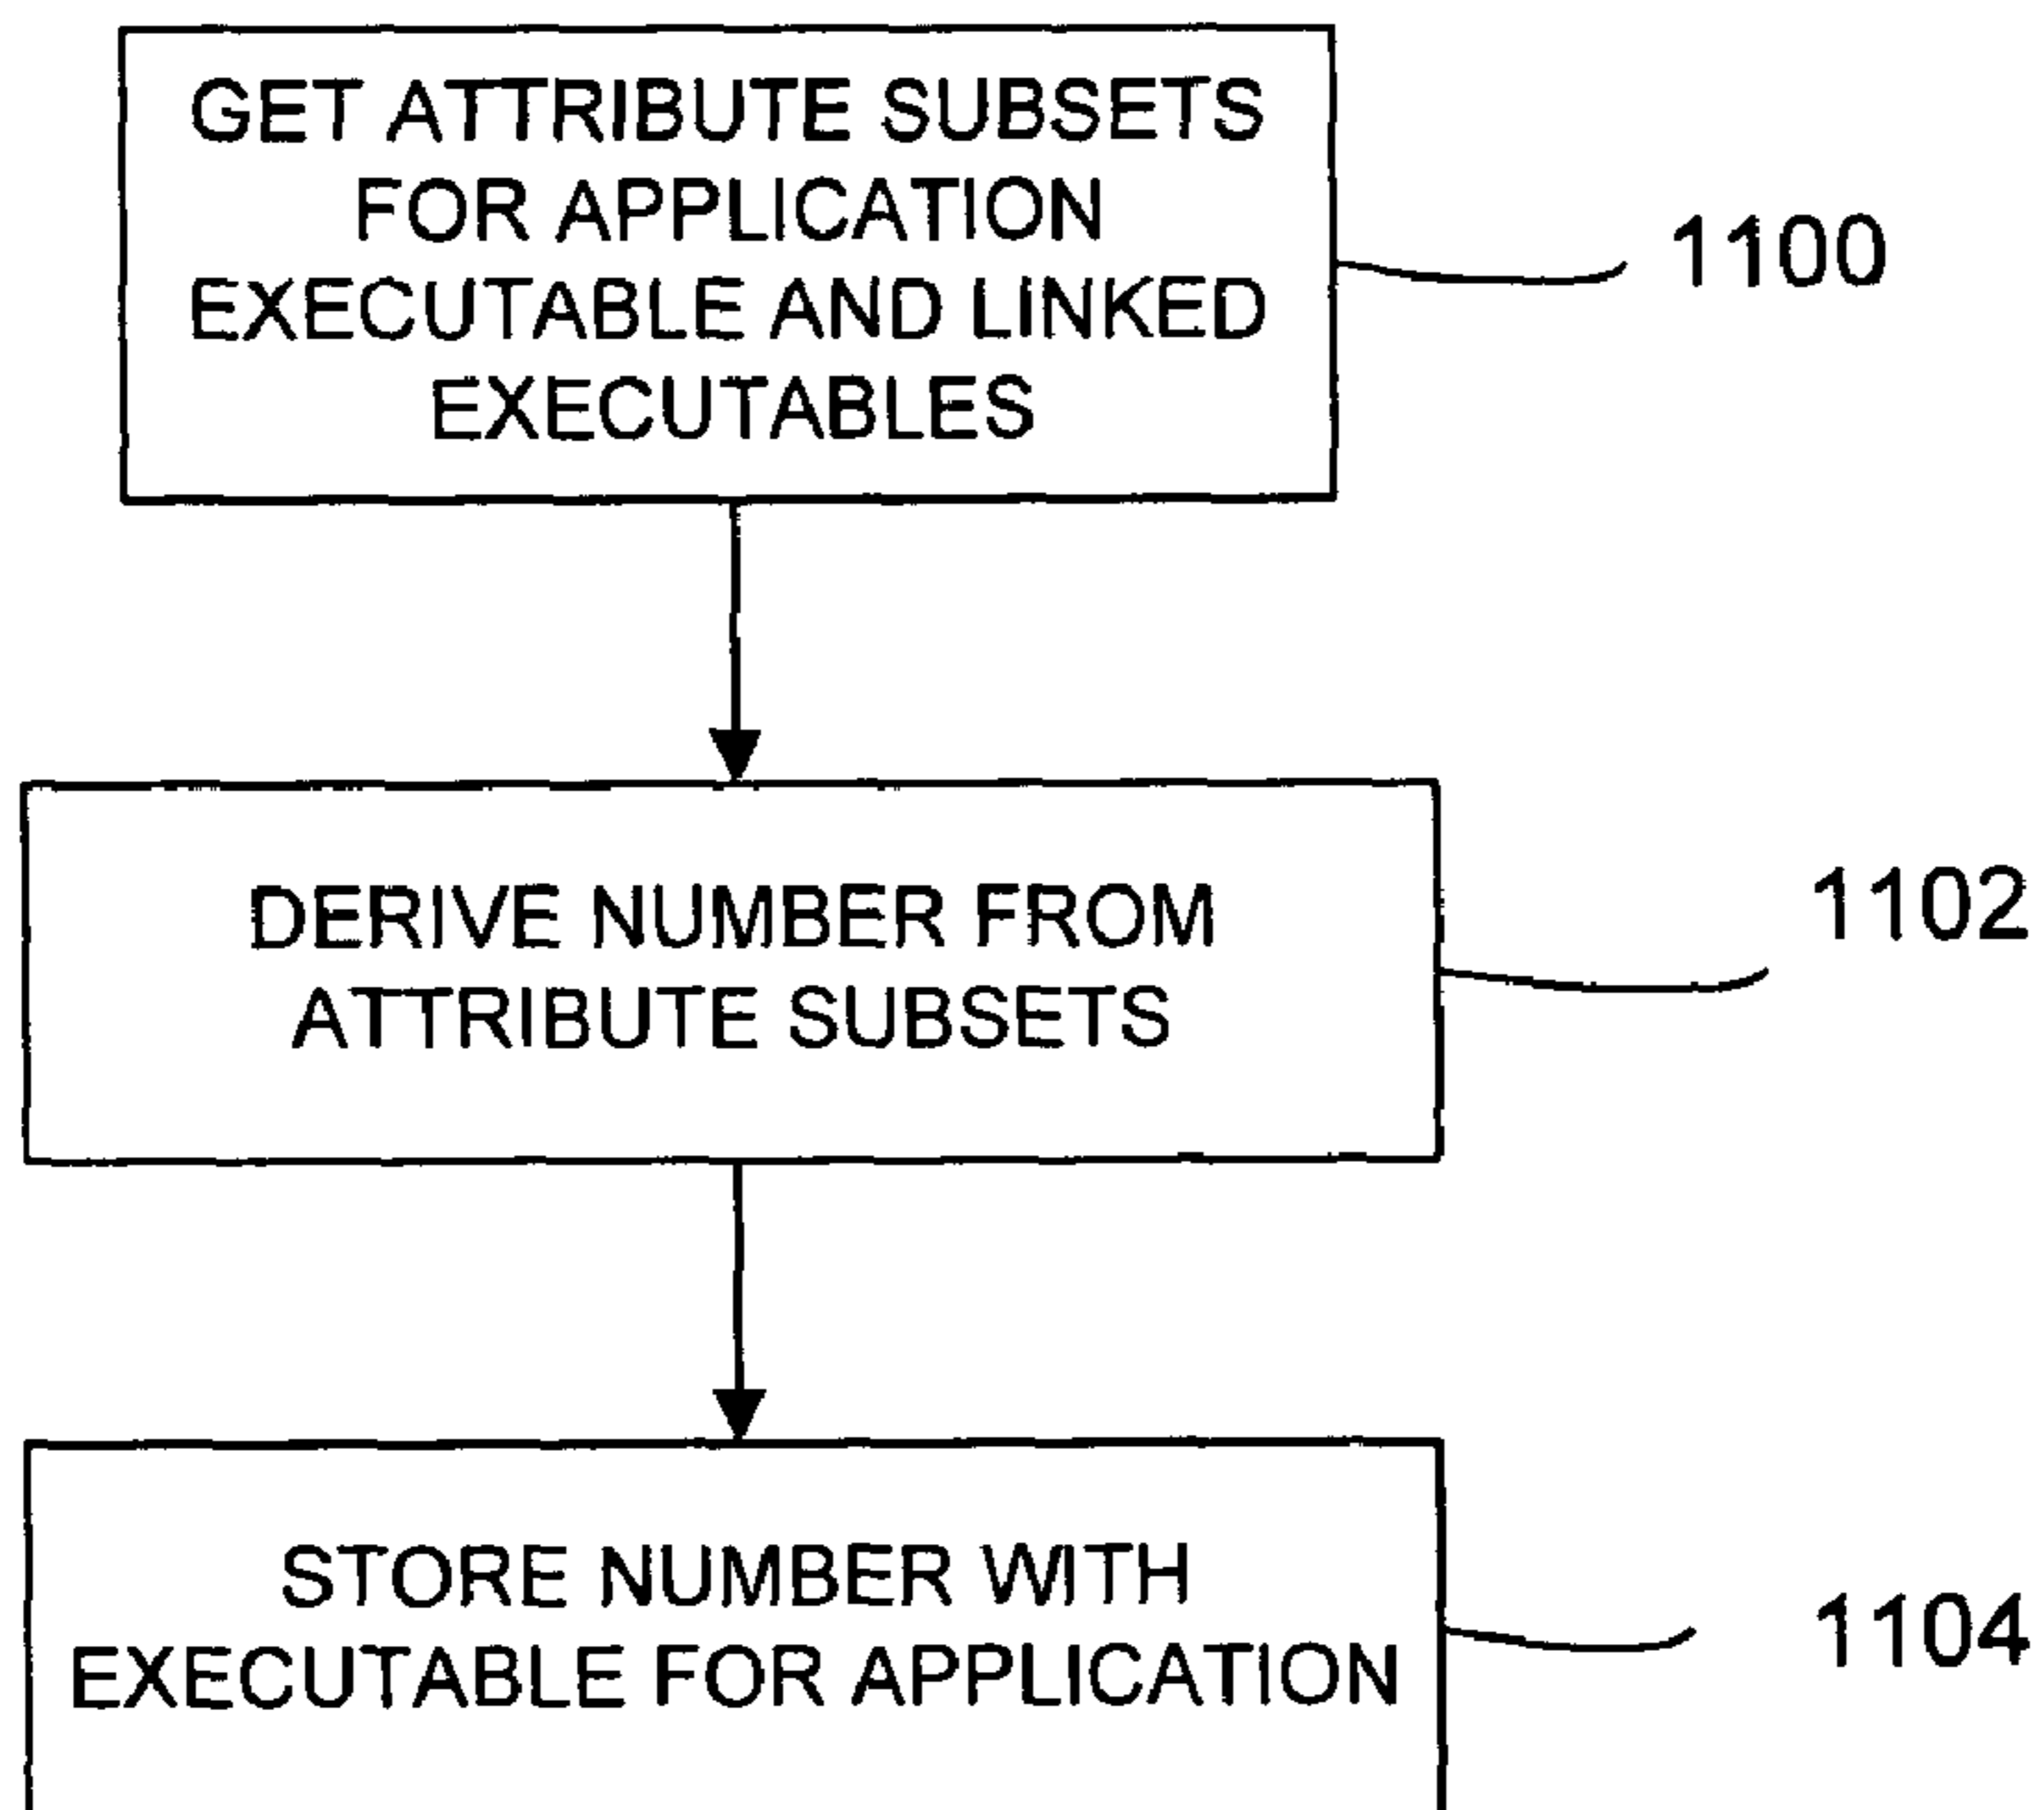 GET ATTRIBUTE SUBSETS
FOR APPLICATION
EXECUTABLE AND LINKED
EXECUTABLES
1100
DERIVE NUMBER FROM
ATTRIBUTE SUBSETS
1102
STORE NUMBER WITH
EXECUTABLE FOR APPLICATION
1104